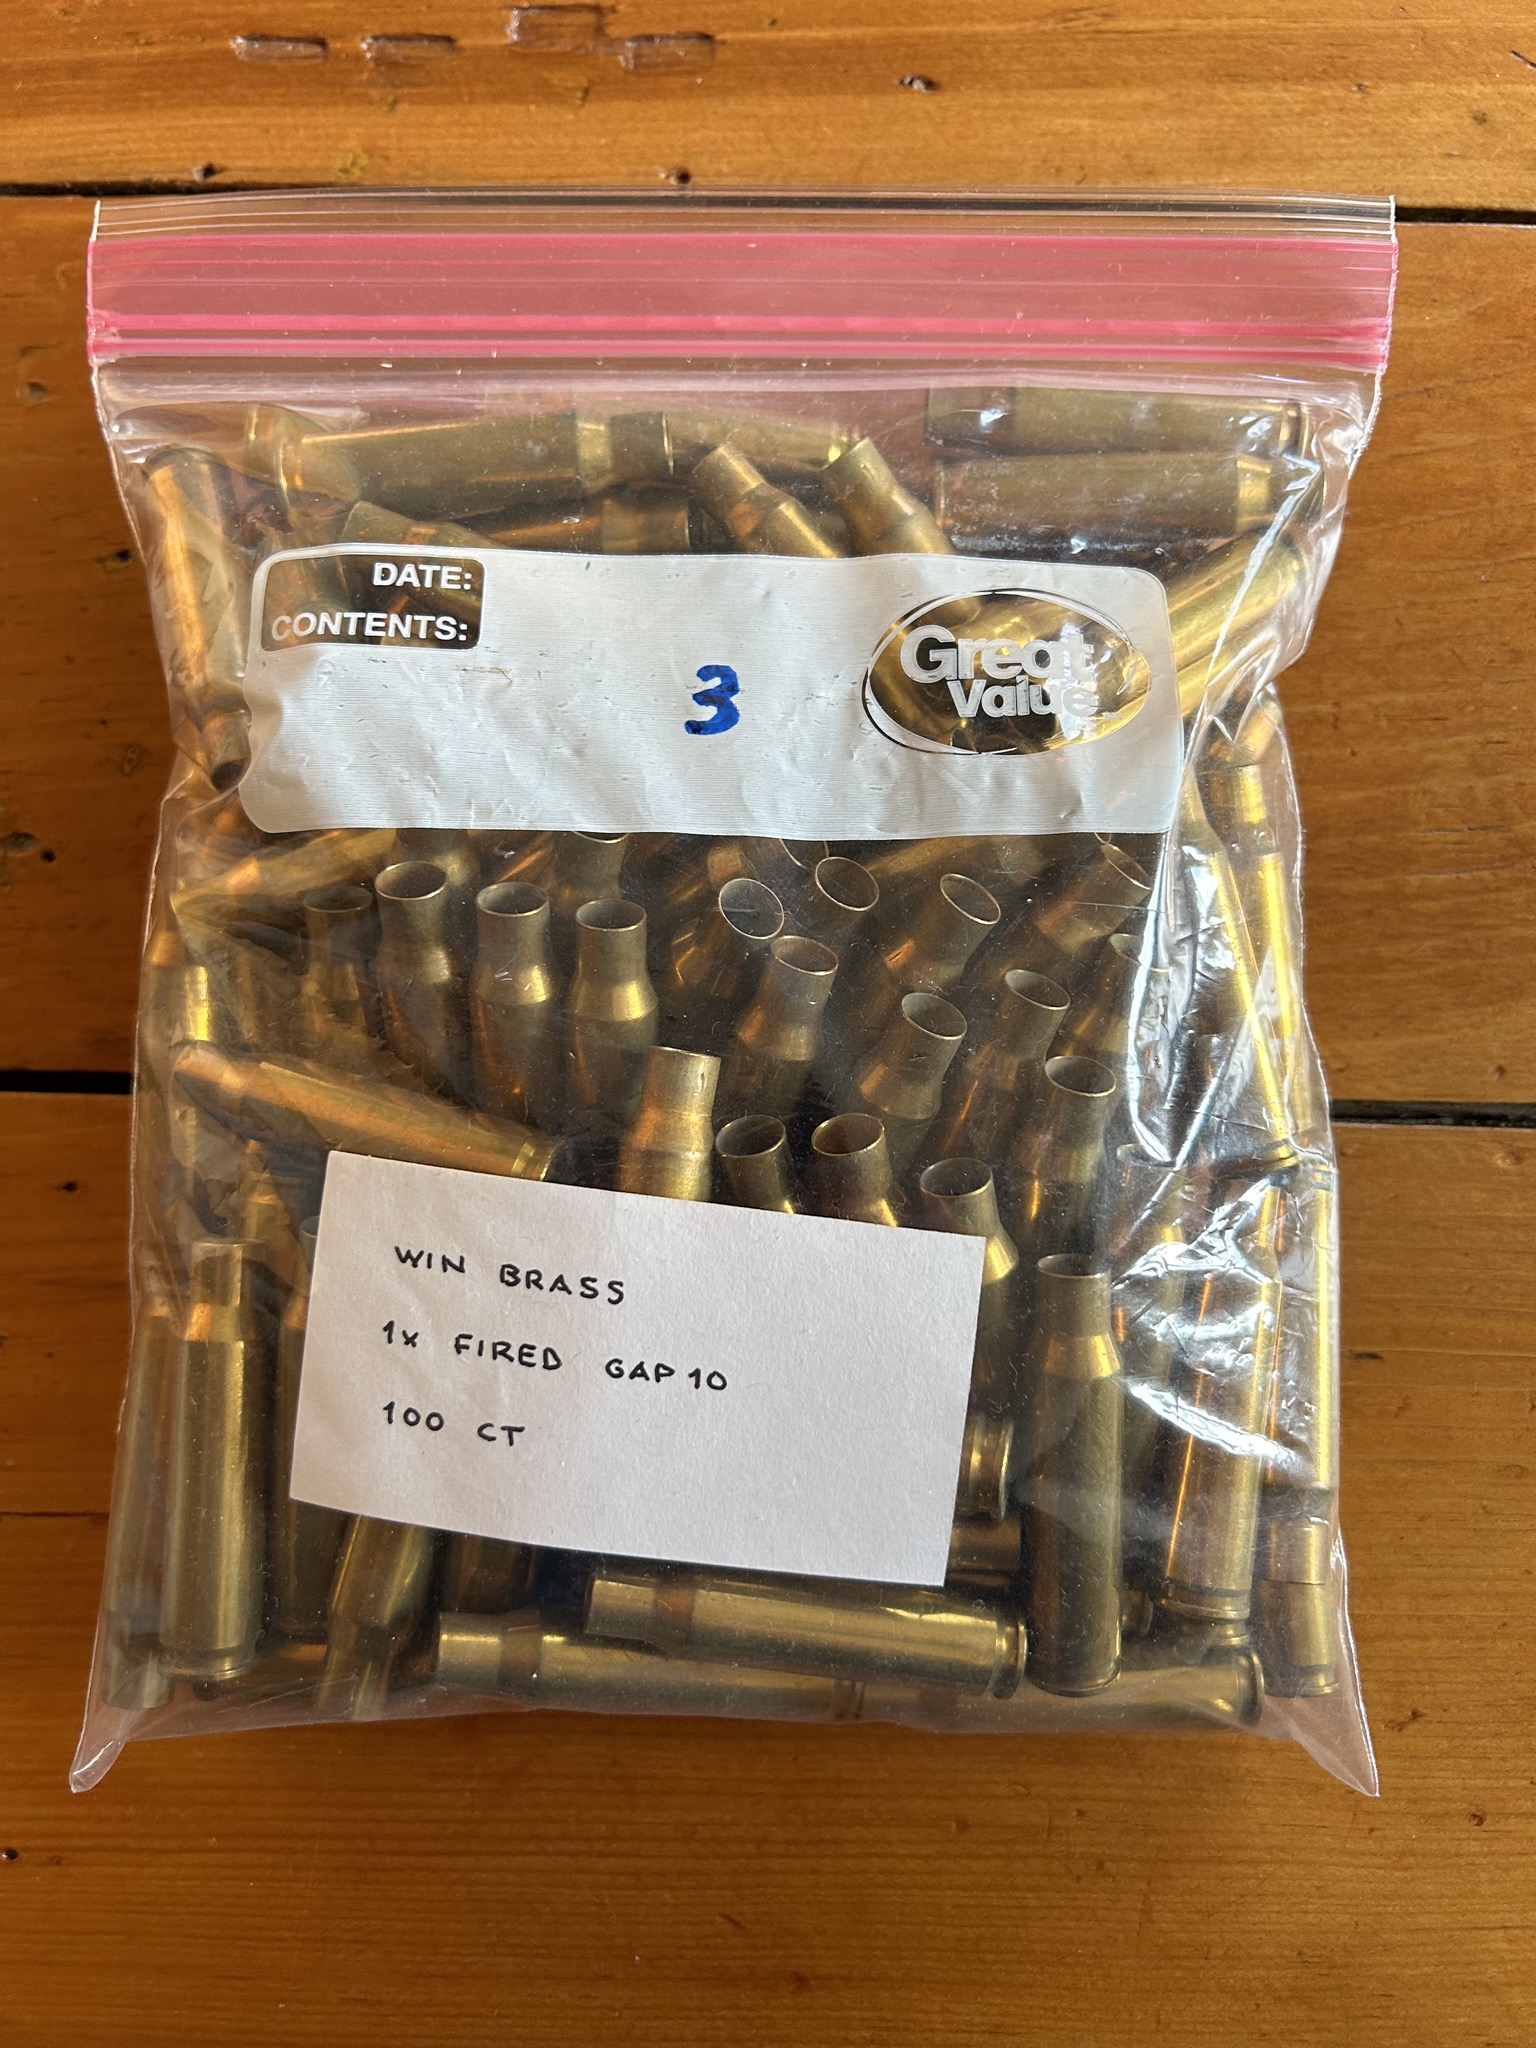 DATE:
CONTENTS:
3
Great
Value
WIN BRASS
1x FIRED GAP 10
100 CT